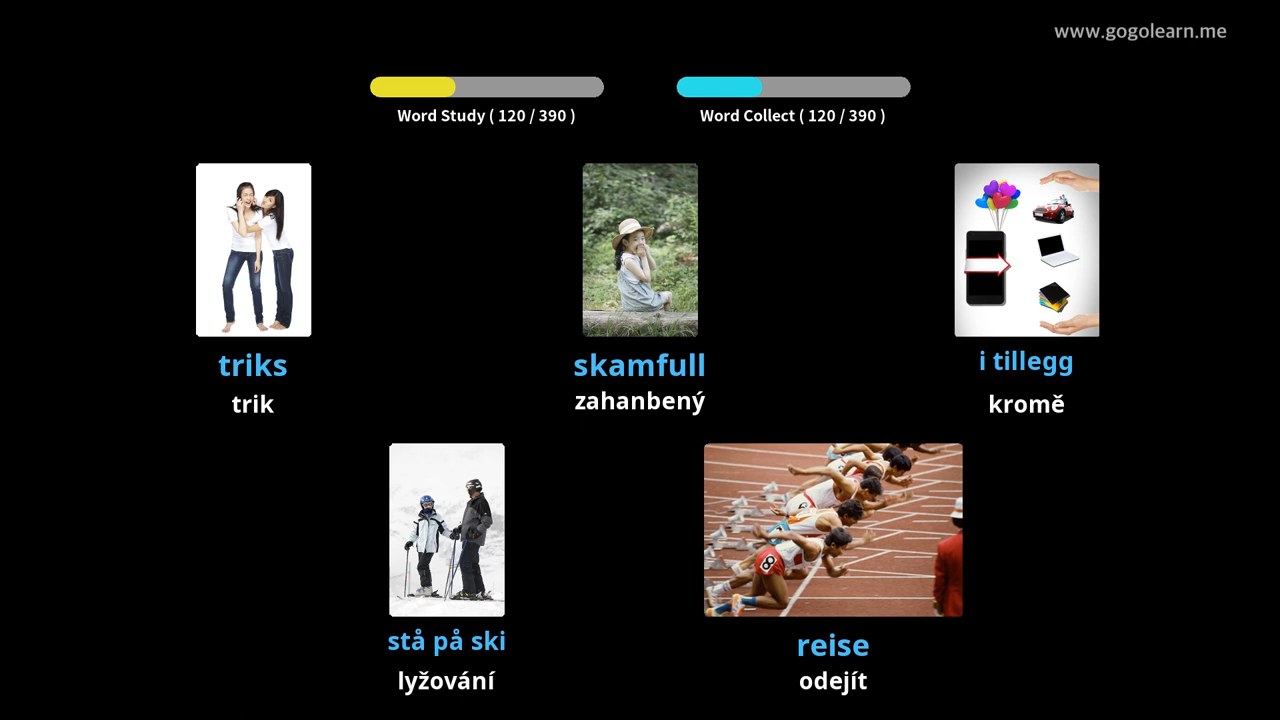 www.gogolearn.me
Word Study ( 120 / 390 )
Word Collect ( 120 / 390 )
triks
trik
skamfull
zahanbený
i tillegg
kromě
stå på ski
lyžování
reise
odejít